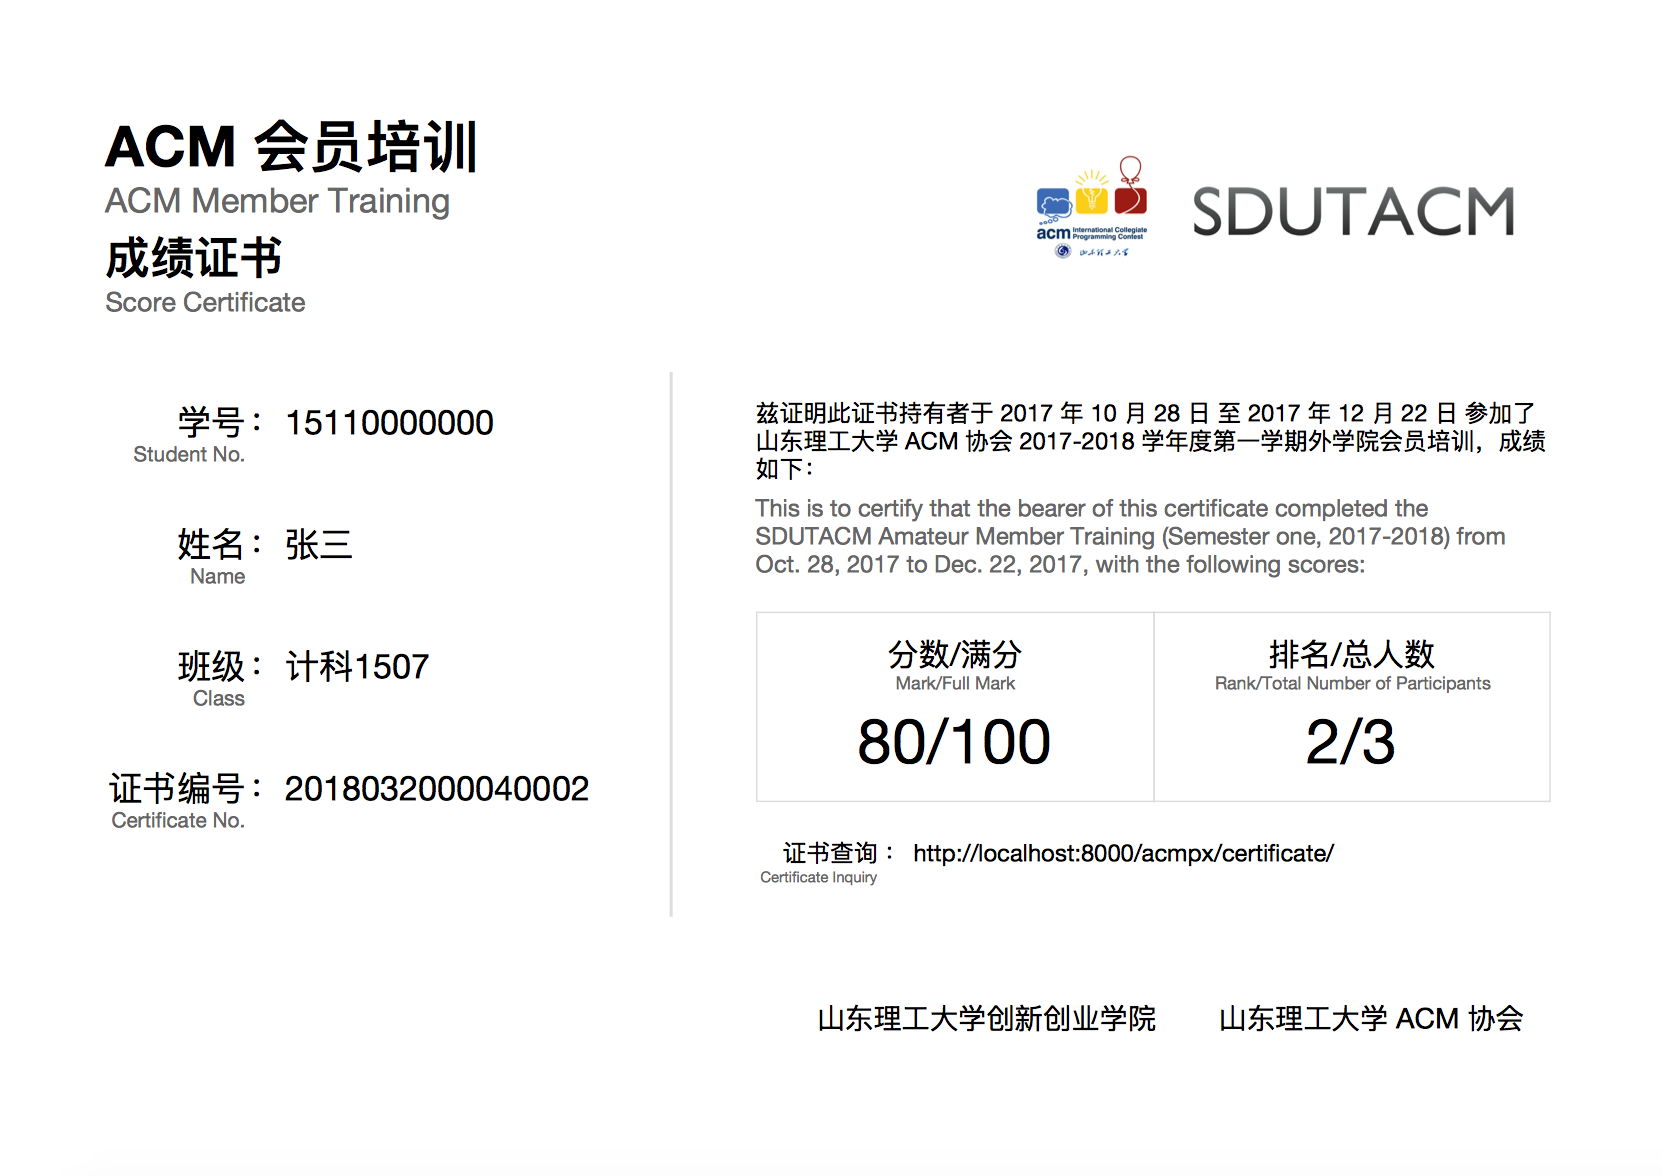 ACM 会员培训
ACM Member Training
成绩证书
Score Certificate
acm International Collegiate
Programming Contest
山东理工大学
SDUTACM
学号： 15110000000
Student No.
姓名： 张三
Name
班级： 计科1507
Class
证书编号： 2018032000040002
Certificate No.
兹证明此证书持有者于 2017 年 10 月 28 日 至 2017 年 12 月 22 日 参加了
山东理工大学 ACM 协会 2017-2018 学年度第一学期外学院会员培训，成绩
如下：
This is to certify that the bearer of this certificate completed the
SDUTACM Amateur Member Training (Semester one, 2017-2018) from
Oct. 28, 2017 to Dec. 22, 2017, with the following scores:
分数/满分
Mark/Full Mark
80/100
排名/总人数
Rank/Total Number of Participants
2/3
证书查询： http://localhost:8000/acmpx/certificate/
Certificate Inquiry
山东理工大学创新创业学院 山东理工大学 ACM 协会